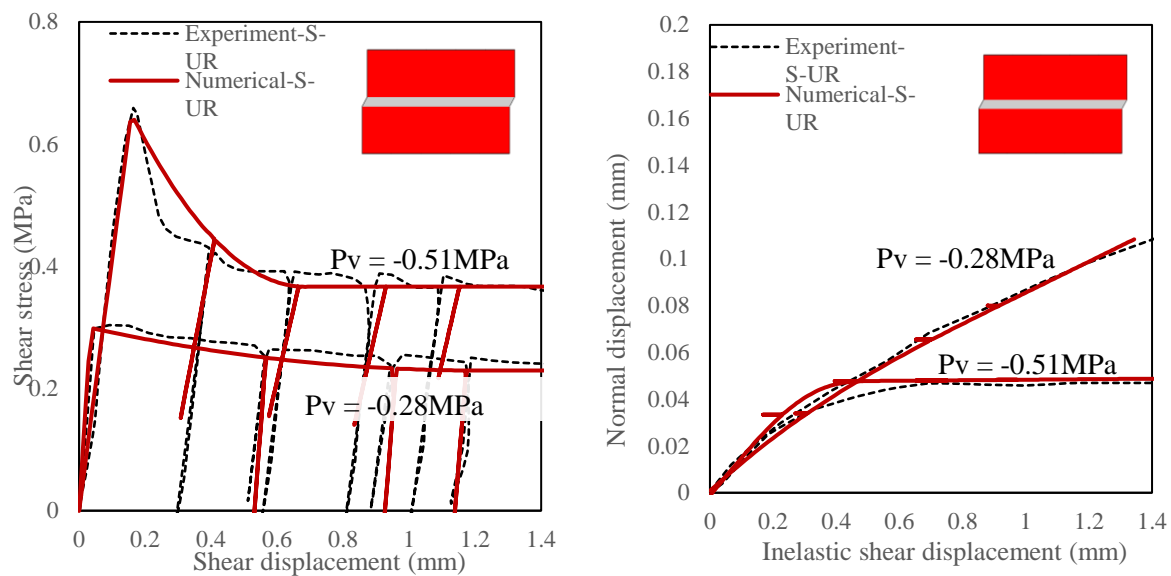 0.8
0.6
0.4
0.2
0
Shear stress (MPa)
Experiment-S-
UR
Numerical-S-
UR
Pv = -0.51MPa
Pv = -0.28MPa
0 0.2 0.4 0.6 0.8 1 1.2 1.4
Shear displacement (mm)
0.2
0.18
0.16
0.14
0.12
0.1
0.08
0.06
0.04
0.02
0
Normal displacement (mm)
Experiment-
S-UR
Numerical-S-
UR
Pv = -0.28MPa
Pv = -0.51MPa
0 0.2 0.4 0.6 0.8 1 1.2 1.4
Inelastic shear displacement (mm)